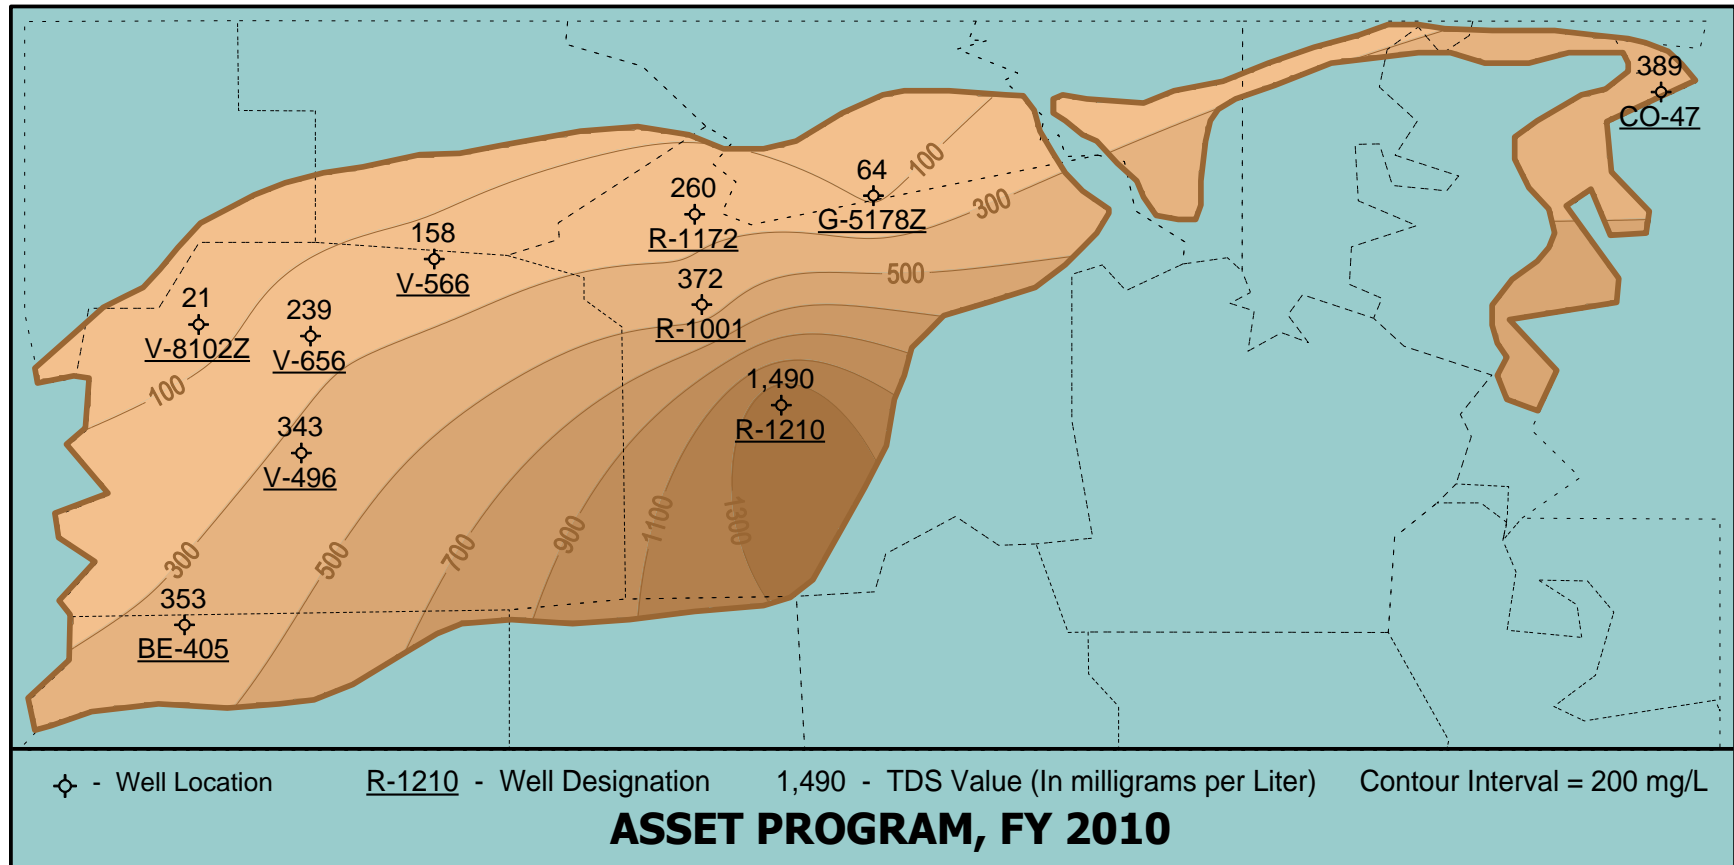 389
CO-47
100
64
G-5178Z
300
260
R-1172
158
V-566
500
372
R-1001
21
V-8102Z
239
V-656
100
1,490
R-1210
343
V-496
300
500
700
900
1100
1300
353
BE-405
- Well Location R-1210 - Well Designation 1,490 - TDS Value (In milligrams per Liter) Contour Interval = 200 mg/L
ASSET PROGRAM, FY 2010